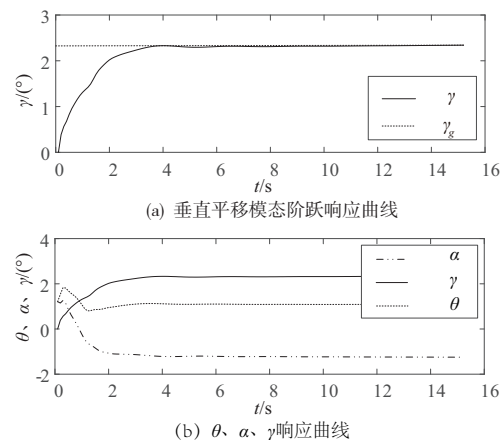 3
2
1
0
γ/(°)
0 2 4 6 8 10 12 14 16
t/s
γ
γg
(a) 垂直平移模态阶跃响应曲线
4
2
0
-2
θ、α、γ/(°)
0 2 4 6 8 10 12 14 16
t/s
α
γ
θ
(b) θ、α、γ响应曲线